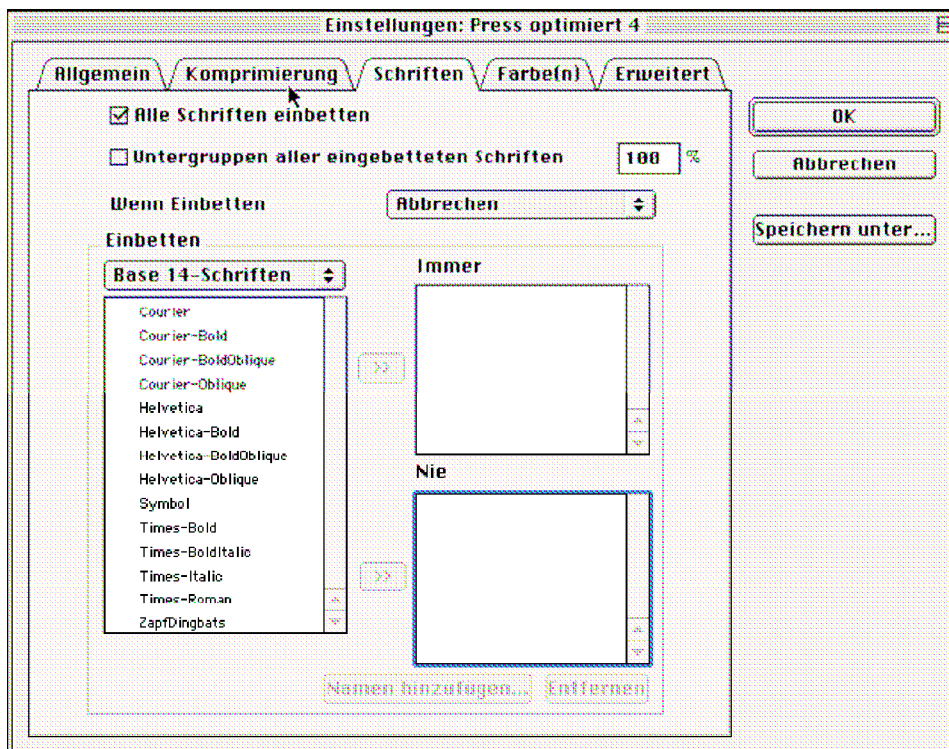 Einstellungen: Press optimiert 4
Allgemein Komprimierung Schriften Farbe(n) Erweitert
Alle Schriften einbetten
OK
Untergruppen aller eingebetteten Schriften 100 %
Abbrechen
Wenn Einbetten Abbrechen
Speichern unter...
Einbetten
Base 14-Schriften
Immer
Courier
Courier-Bold
Courier-BoldOblique
Courier-Oblique
Helvetica
Helvetica-Bold
Helvetica-BoldOblique
Helvetica-Oblique
Symbol
Times-Bold
Times-BoldItalic
Times-Italic
Times-Roman
ZapfDingbats
>>
Nie
>>
Namen hinzufügen... Entfernen